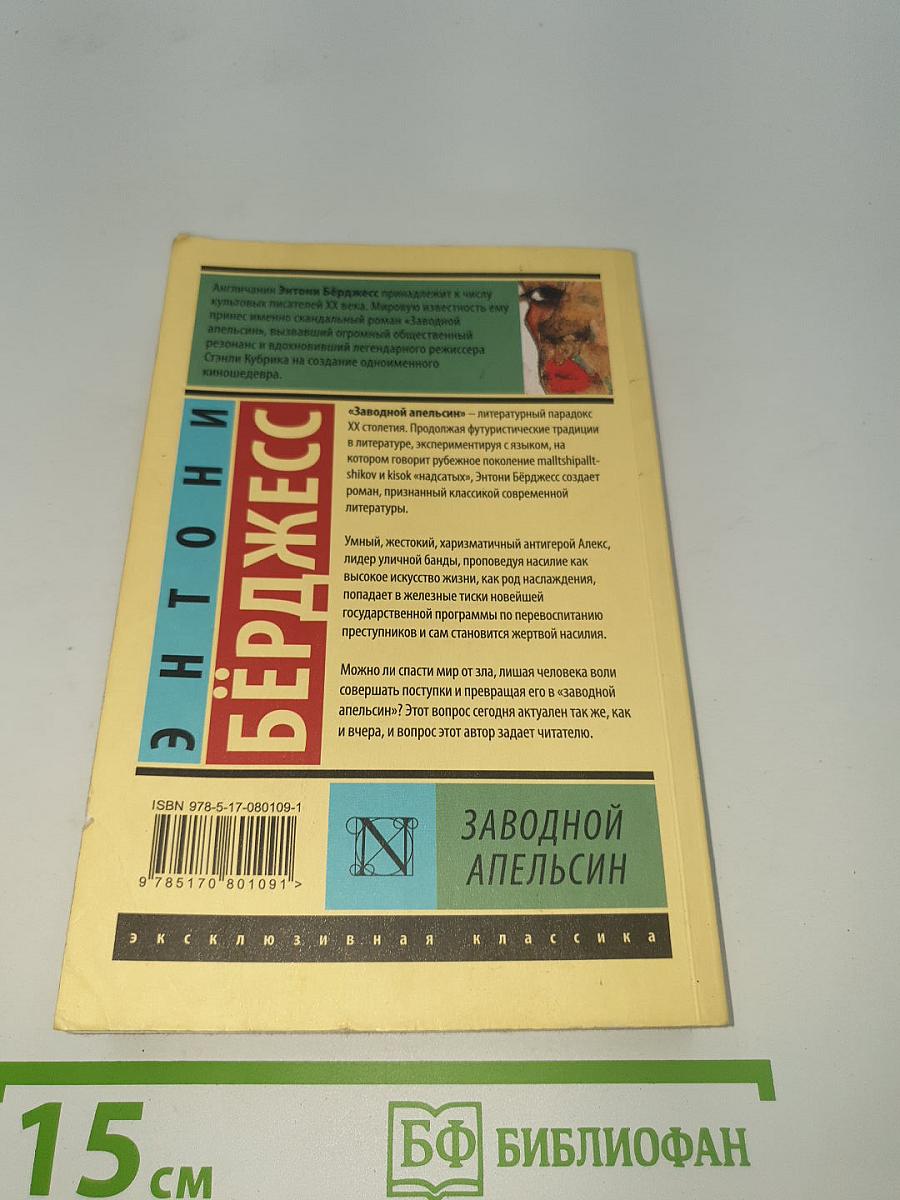 Англичанин Энтони Бёрджесс принадлежит к числу
культовых писателей XX века. Мировую известность ему
принес именно скандальный роман «Заводной
апельсин», вызвавший огромный общественный
резонанс и вдохновивший легендарного режиссера
Стэнли Кубрика на создание одноименного
киношедевра.
ЭНТОНИ
БЁРДЖЕСС
«Заводной апельсин» – литературный парадокс
XX столетия. Продолжая футуристические традиции
в литературе, экспериментируя с языком, на
котором говорит рубежное поколение malltshipallt-
shikov и kisok «надсатых», Энтони Бёрджесс создает
роман, признанный классикой современной
литературы.
Умный, жестокий, харизматичный антигерой Алекс,
лидер уличной банды, проповедуя насилие как
высокое искусство жизни, как род наслаждения,
попадает в железные тиски новейшей
государственной программы по перевоспитанию
преступников и сам становится жертвой насилия.
Можно ли спасти мир от зла, лишая человека воли
совершать поступки и превращая его в «заводной
апельсин»? Этот вопрос сегодня актуален так же, как
и вчера, и вопрос этот автор задает читателю.
ISBN 978-5-17-080109-1
9 785170 801091 >
N
ЗАВОДНОЙ
АПЕЛЬСИН
эксклюзивная классика
15 см
БФ БИБЛИОФАН